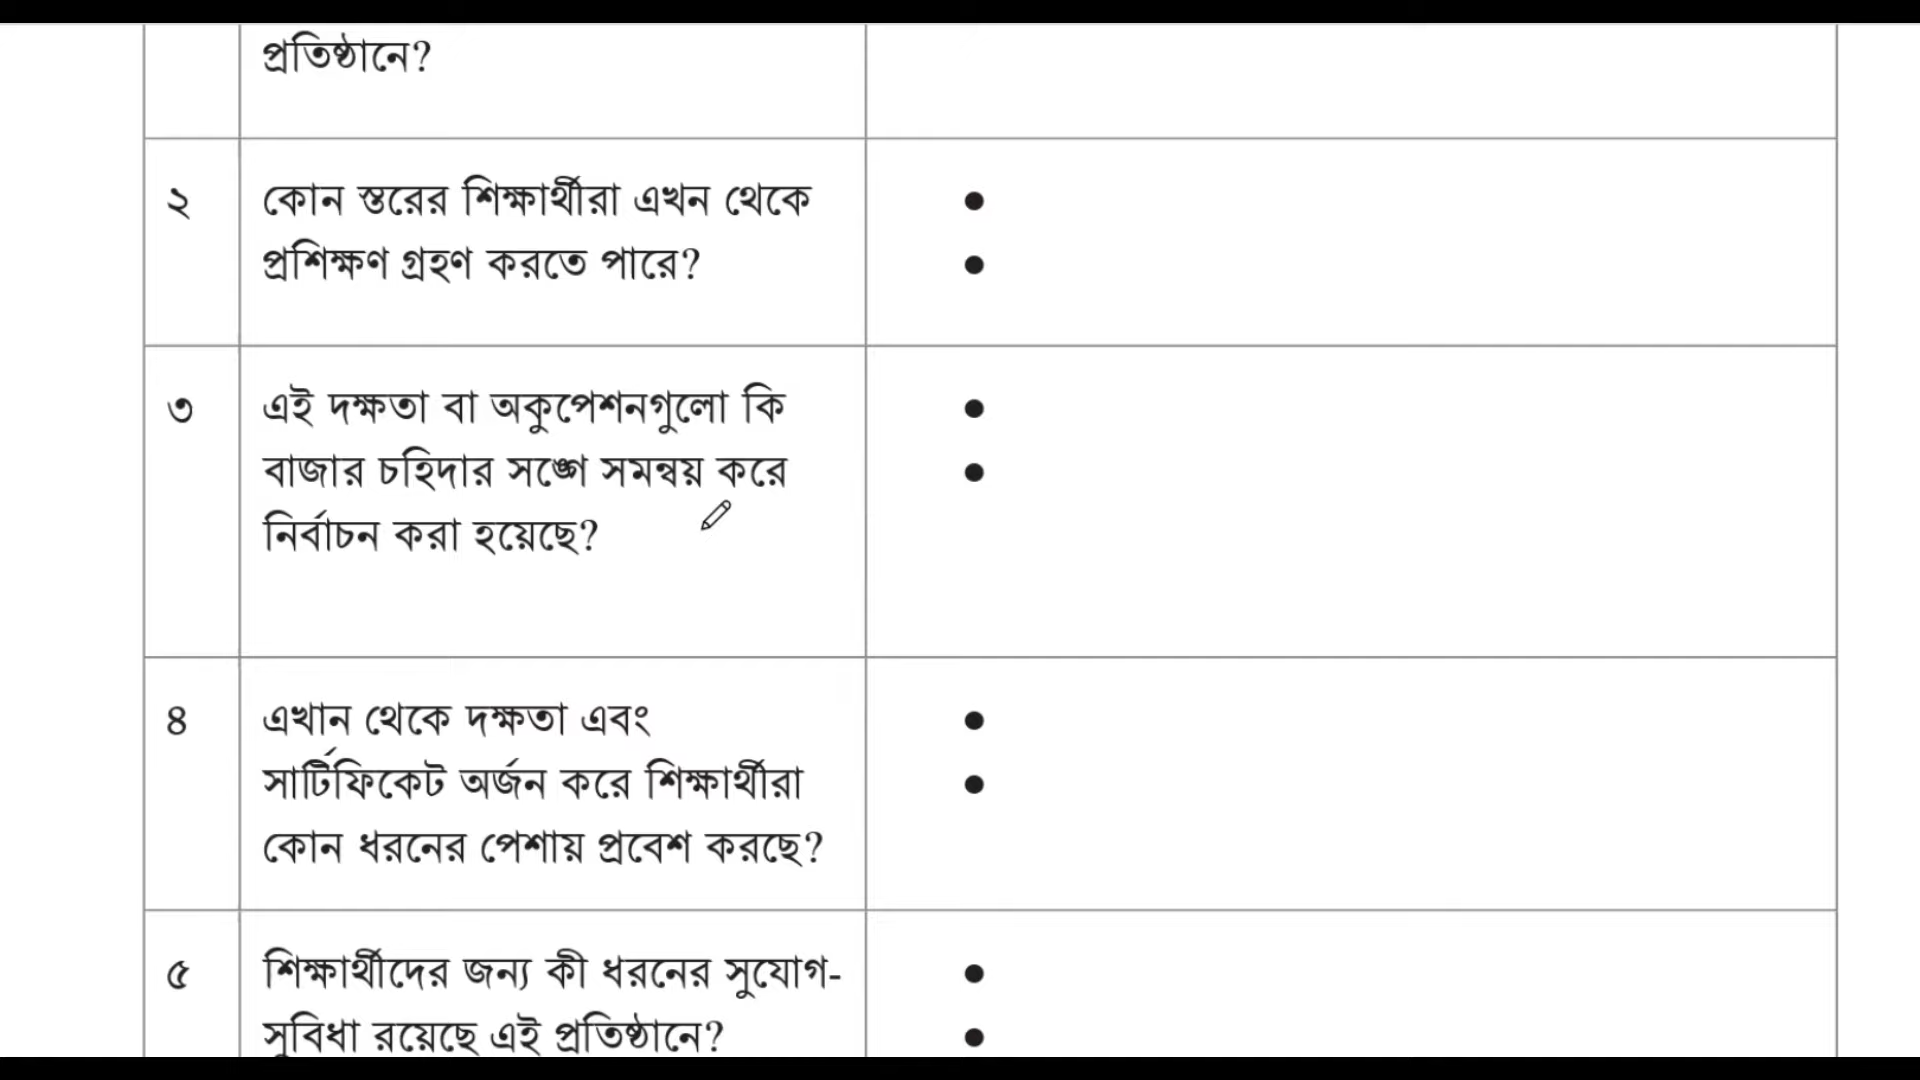 প্রতিষ্ঠানে?
২ কোন স্তরের শিক্ষার্থীরা এখন থেকে
প্রশিক্ষণ গ্রহণ করতে পারে?
৩ এই দক্ষতা বা অকুপেশনগুলো কি
বাজার চহিদার সঙ্গে সমন্বয় করে
নির্বাচন করা হয়েছে?
৪ এখান থেকে দক্ষতা এবং
সার্টিফিকেট অর্জন করে শিক্ষার্থীরা
কোন ধরনের পেশায় প্রবেশ করছে?
৫ শিক্ষার্থীদের জন্য কী ধরনের সুযোগ-
সুবিধা রয়েছে এই প্রতিষ্ঠানে?